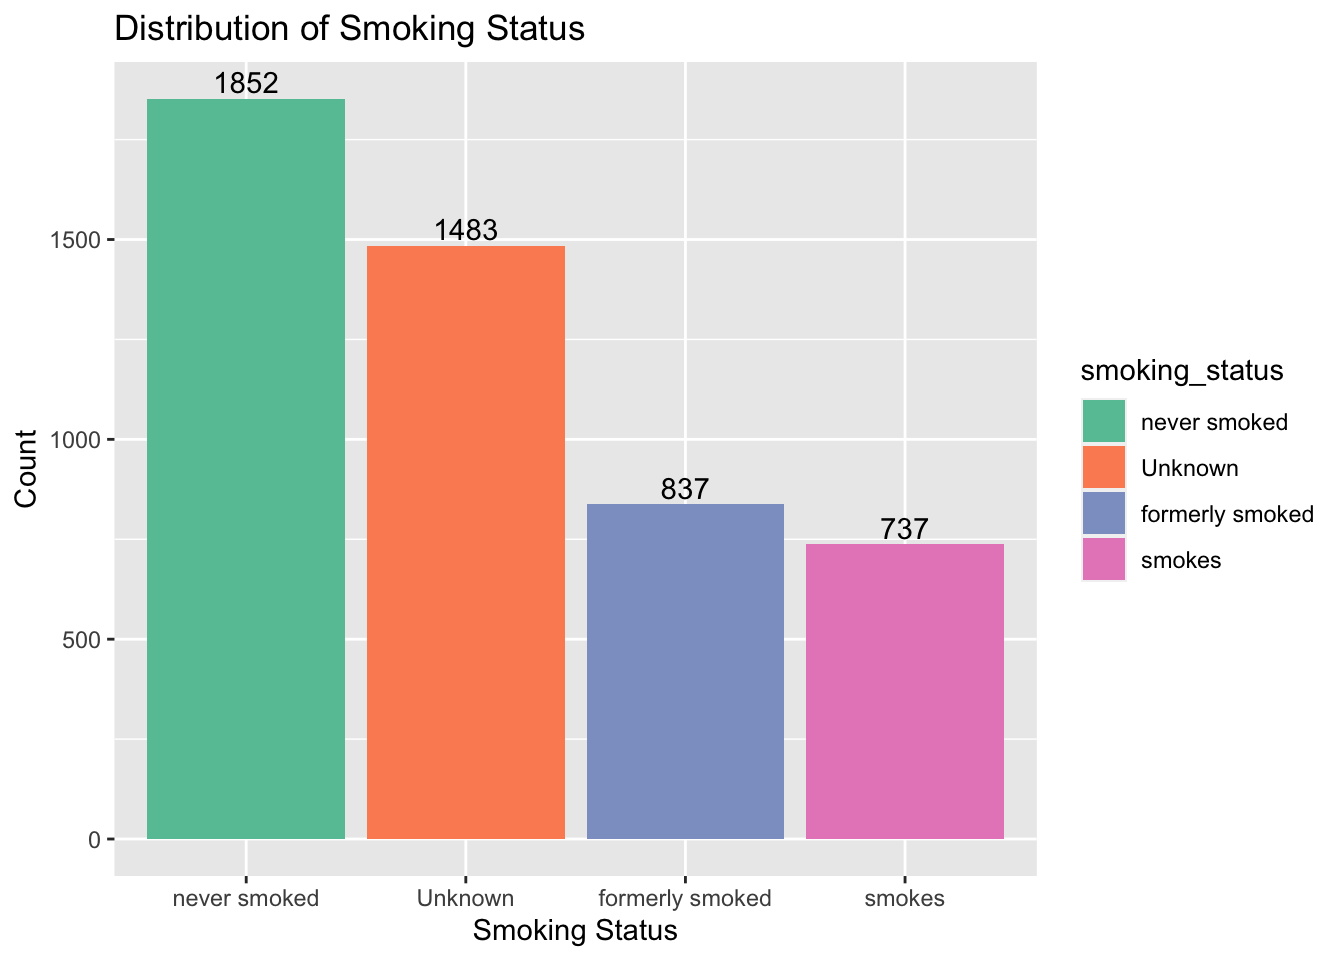 Distribution of Smoking Status
1852
1483
837
737
1500
1000
500
0
Count
never smoked
Unknown
formerly smoked
smokes
Smoking Status
smoking_status
never smoked
Unknown
formerly smoked
smokes